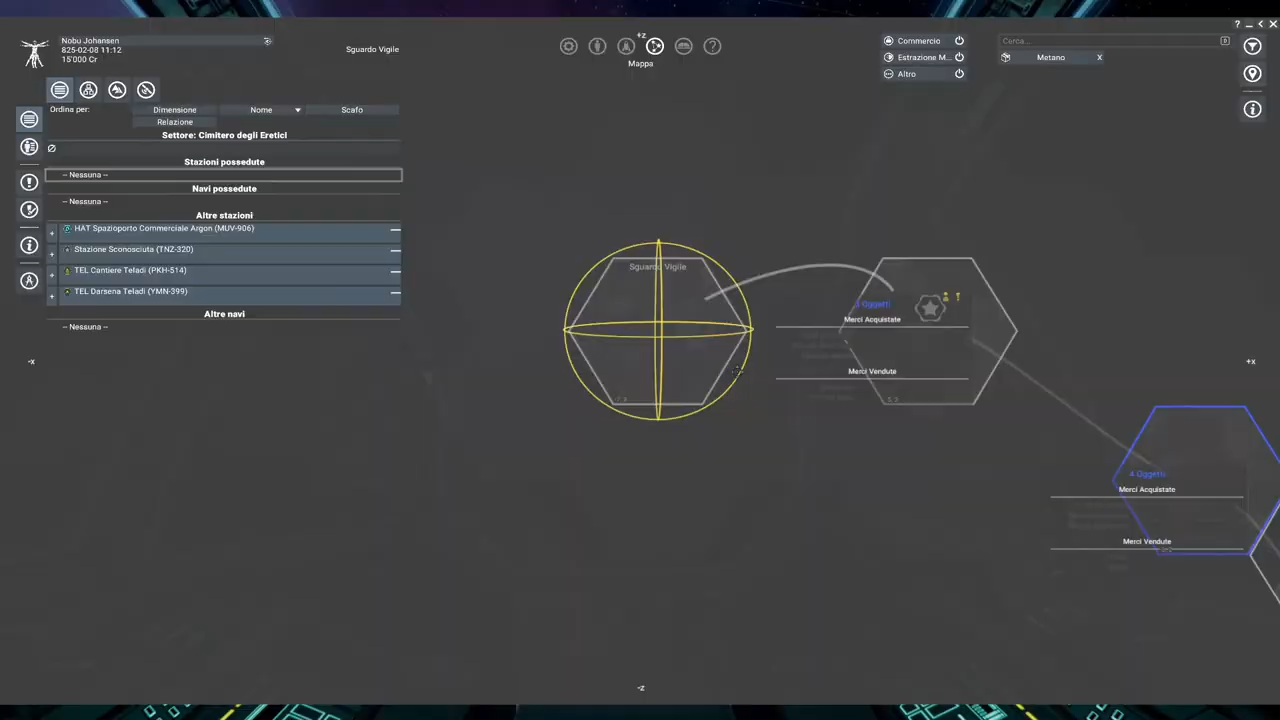 Nobu Johansen
825-02-08 11:12
15'000 Cr
Sguardo Vigile
+z
Mappa
Commercio
Estrazione M...
Altro
Cerca...
Metano
X
Ordina per:
Dimensione
Nome
Scafo
Relazione
Settore: Cimitero degli Eretici
Stazioni possedute
-- Nessuna --
Navi possedute
-- Nessuna --
Altre stazioni
HAT Spazioporto Commerciale Argon (MUV-906)
Stazione Sconosciuta (TNZ-320)
TEL Cantiere Teladi (PKH-514)
TEL Darsena Teladi (YMN-399)
Altre navi
-- Nessuna --
Sguardo Vigile
Oggetti
Merci Acquistate
Merci Vendute
4 Oggetti
Merci Acquistate
Merci Vendute
-x
+x
-z